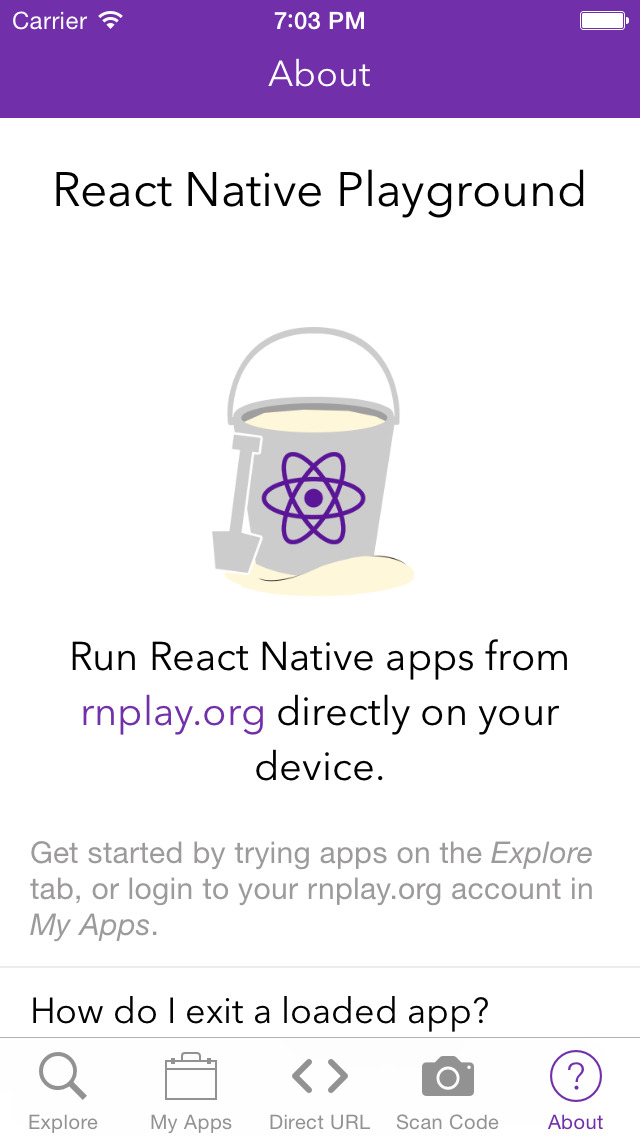 Carrier 7:03 PM
About
React Native Playground
Run React Native apps from
rnplay.org directly on your
device.
Get started by trying apps on the Explore
tab, or login to your rnplay.org account in
My Apps.
How do I exit a loaded app?
Explore My Apps Direct URL Scan Code About